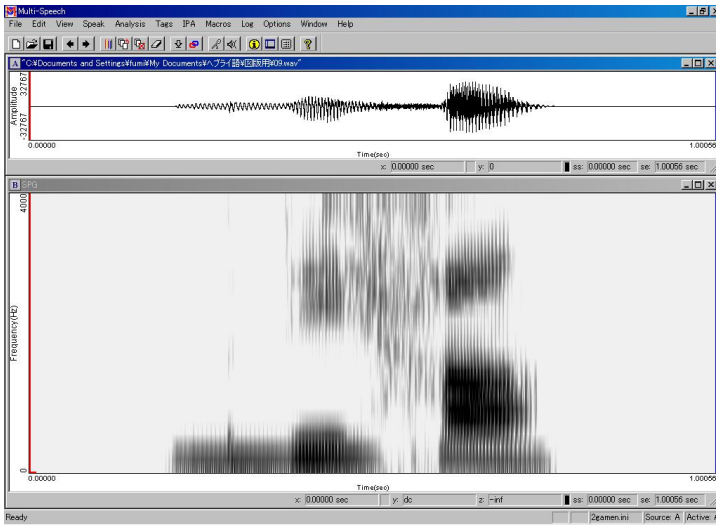 Multi-Speech
File Edit View Speak Analysis Tags IPA Macros Log Options Window Help
A "C:¥Documents and Settings¥fumi¥My Documents¥ヘブライ語¥図版用¥09.wav"
Amplitude
-32767 32767
0.00000 1.00056
Time(sec)
x: 0.00000 sec y: 0 ss: 0.00000 sec se: 1.00056 sec
B SPG
4000
Frequency(Hz)
0
0.00000 1.00056
Time(sec)
x: 0.00000 sec y: dc z: -inf ss: 0.00000 sec se: 1.00056 sec
Ready 2gamen.ini Source: A Active: